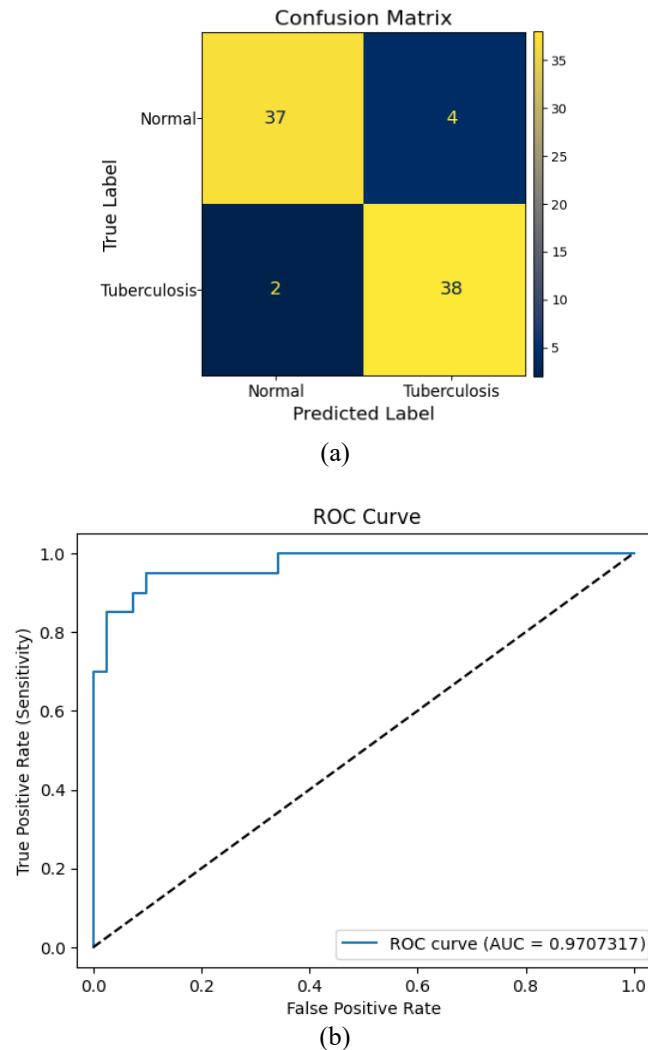 Confusion Matrix
True Label
Normal
37
4
Tuberculosis
2
38
Normal
Tuberculosis
Predicted Label
35
30
25
20
15
10
5
(a)
ROC Curve
True Positive Rate (Sensitivity)
1.0
0.8
0.6
0.4
0.2
0.0
ROC curve (AUC = 0.9707317)
0.0
0.2
0.4
0.6
0.8
1.0
False Positive Rate
(b)